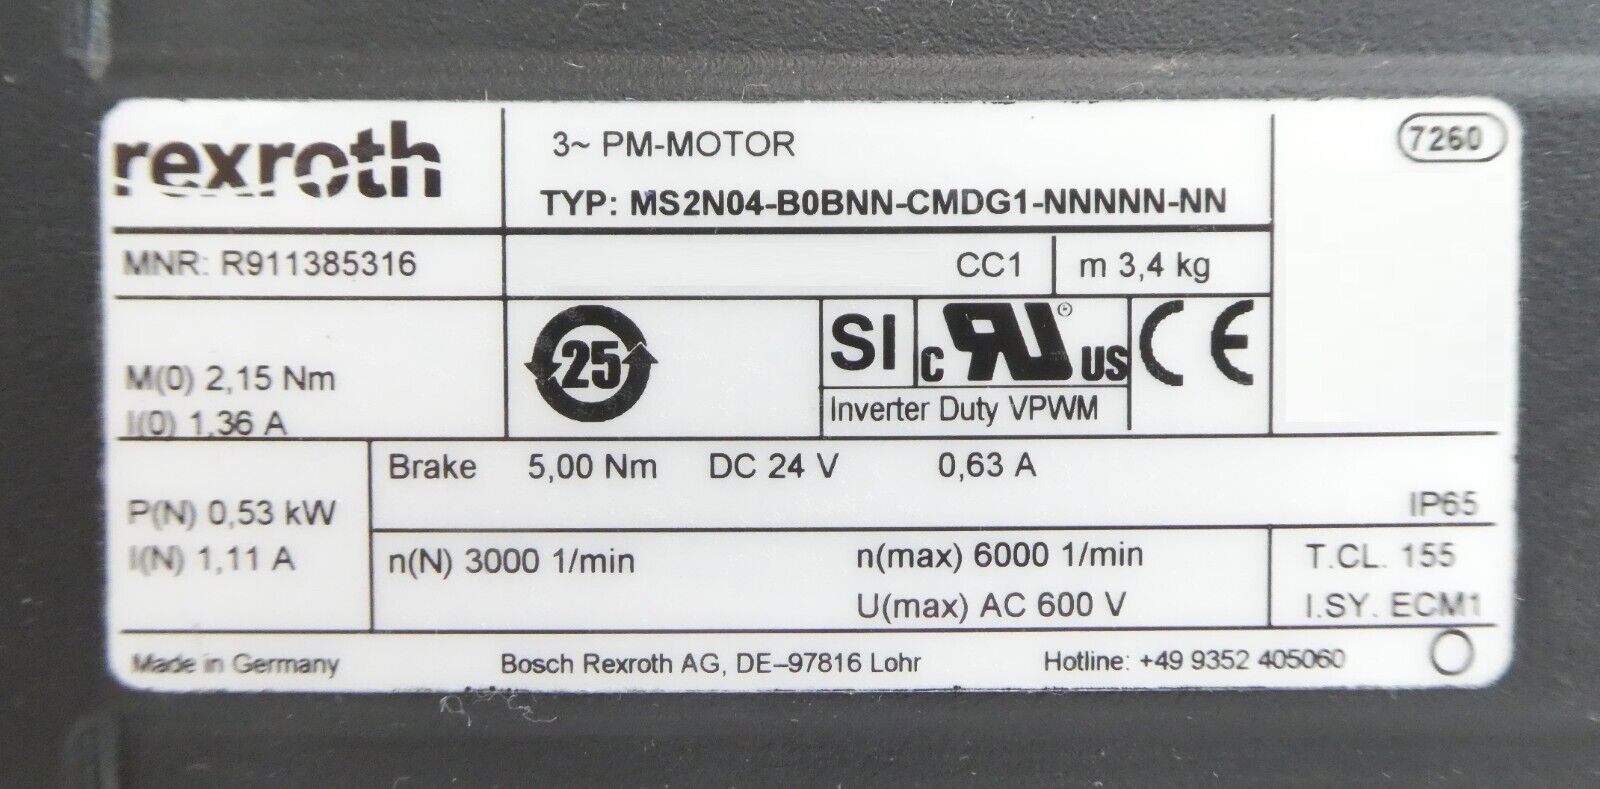 rexroth
3~ PM-MOTOR
7260
TYP: MS2N04-B0BNN-CMDG1-NNNNN-NN
MNR: R911385316
CC1
m 3,4 kg
M(0) 2,15 Nm
I(0) 1,36 A
25
SI
c RU ® US
CE
Inverter Duty VPWM
Brake 5,00 Nm DC 24 V 0,63 A
IP65
P(N) 0,53 kW
I(N) 1,11 A
n(N) 3000 1/min
n(max) 6000 1/min
U(max) AC 600 V
T.CL. 155
I.SY. ECM1
Made in Germany
Bosch Rexroth AG, DE–97816 Lohr
Hotline: +49 9352 405060